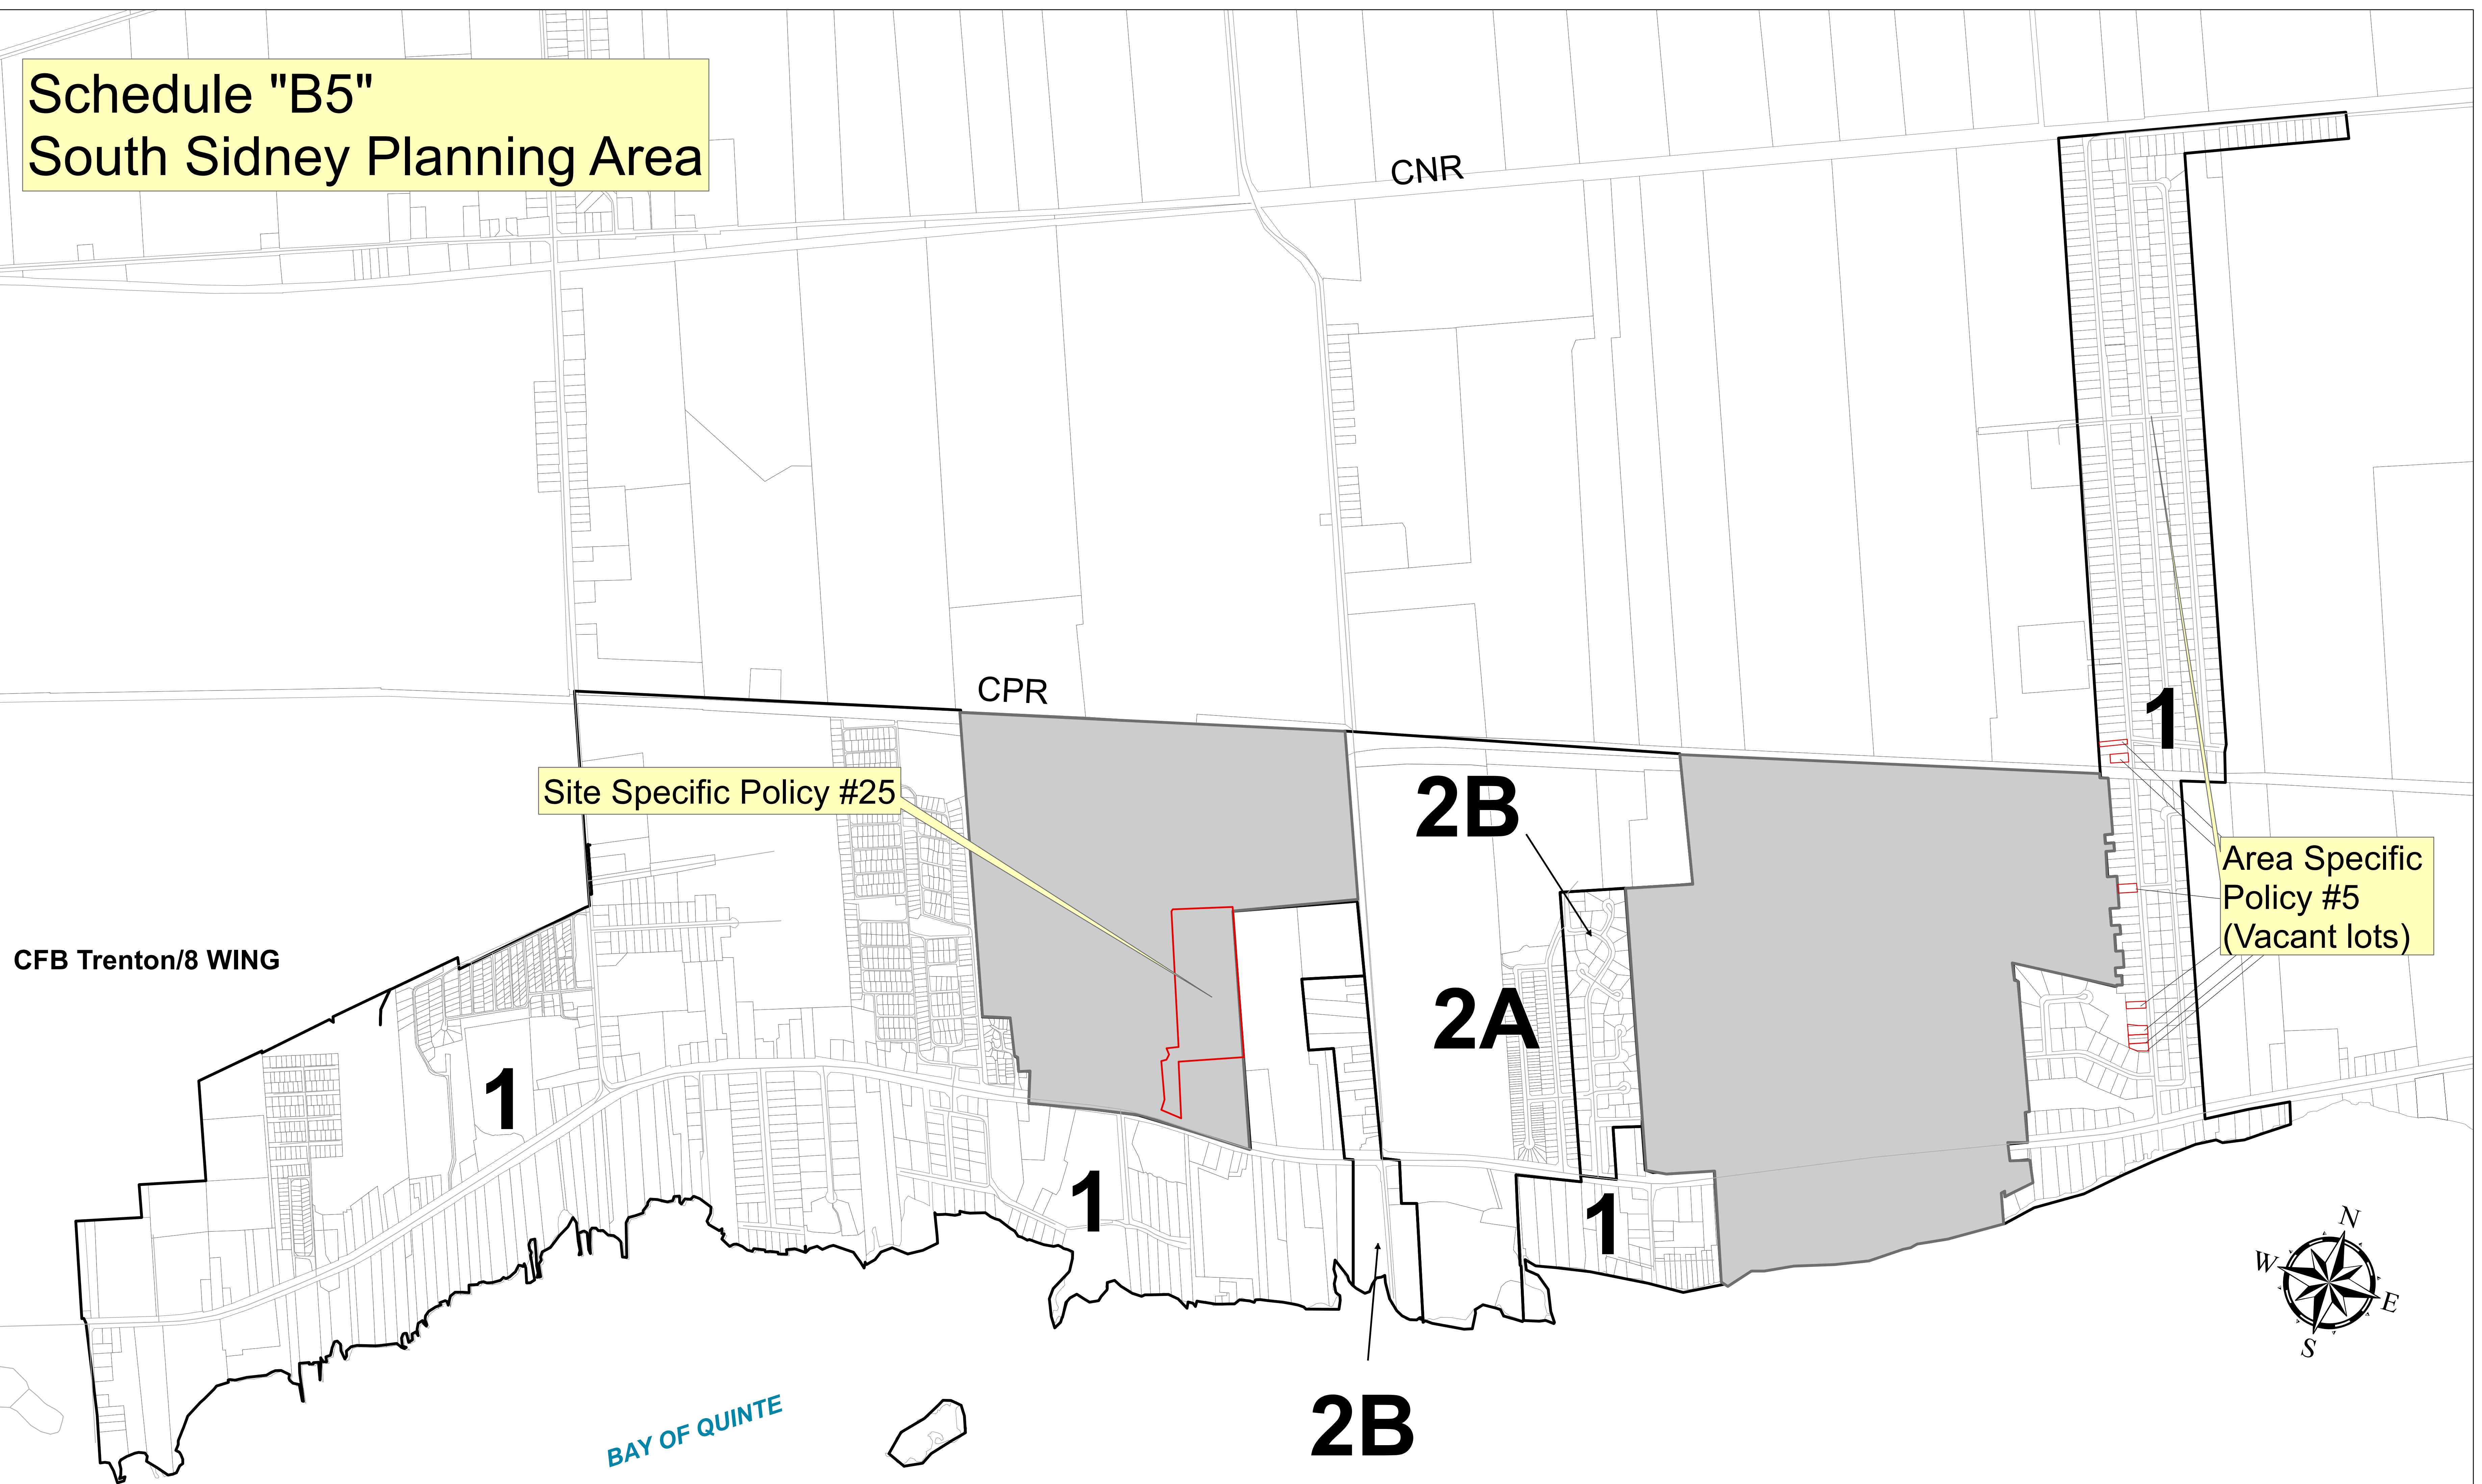 Schedule "B5"
South Sidney Planning Area
CNR
CPR
1
Site Specific Policy #25
2B
Area Specific
Policy #5
(Vacant lots)
CFB Trenton/8 WING
2A
1
1
1
N
W
E
S
BAY OF QUINTE
2B